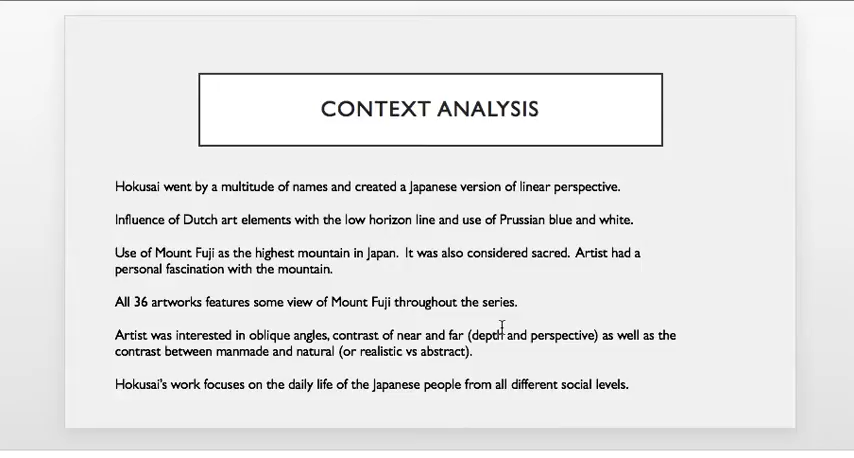 CONTEXT ANALYSIS
Hokusai went by a multitude of names and created a Japanese version of linear perspective.
Influence of Dutch art elements with the low horizon line and use of Prussian blue and white.
Use of Mount Fuji as the highest mountain in Japan.  It was also considered sacred.  Artist had a
personal fascination with the mountain.
All 36 artworks features some view of Mount Fuji throughout the series.
Artist was interested in oblique angles, contrast of near and far (depth and perspective) as well as the
contrast between manmade and natural (or realistic vs abstract).
Hokusai's work focuses on the daily life of the Japanese people from all different social levels.